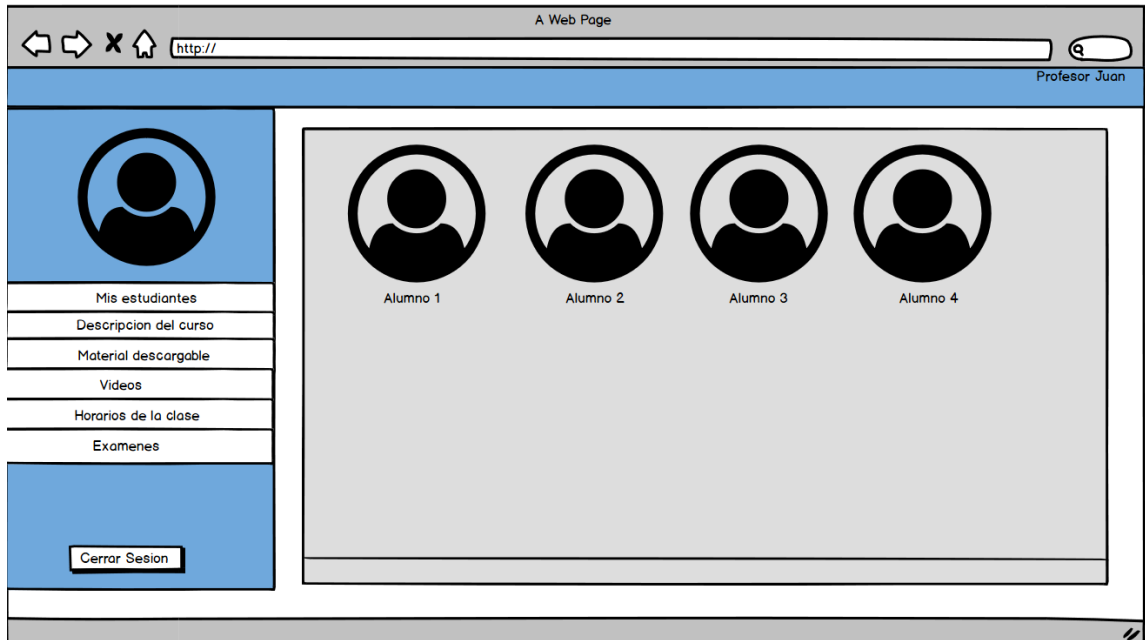 A Web Page
http://
Profesor Juan
Mis estudiantes
Descripcion del curso
Material descargable
Videos
Horarios de la clase
Examenes
Cerrar Sesion
Alumno 1
Alumno 2
Alumno 3
Alumno 4